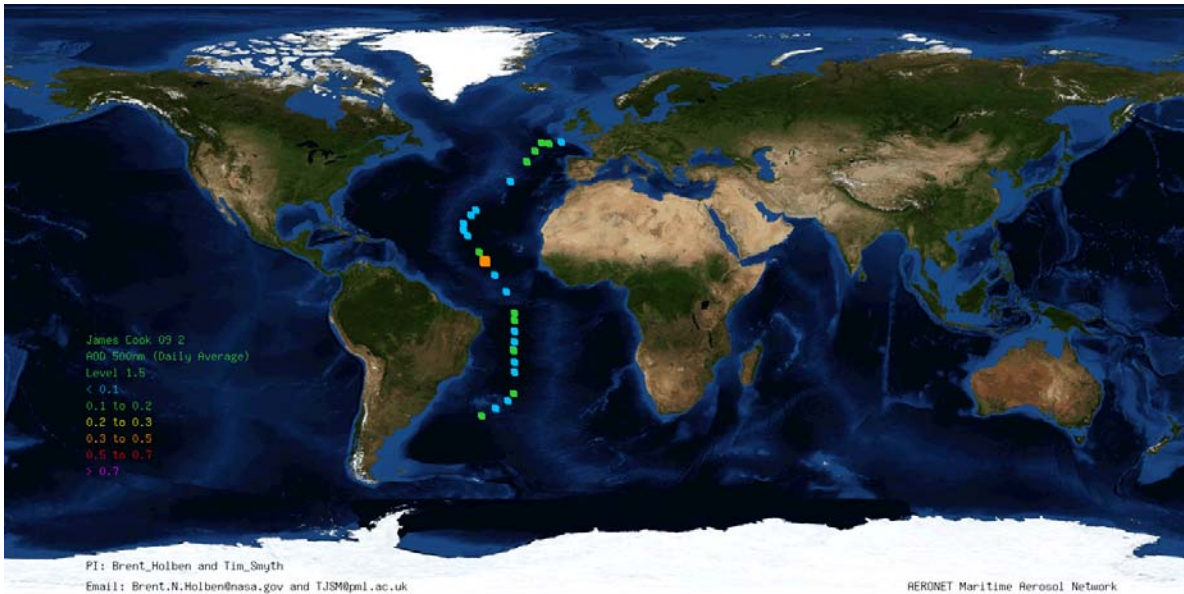 James Cook 09 2
AOD 500nm (Daily Average)
Level 1.5
< 0.1
0.1 to 0.2
0.2 to 0.3
0.3 to 0.5
0.5 to 0.7
> 0.7
PI: Brent_Holben and Tim_Smyth
Email: Brent.N.Holben@nasa.gov and TJSM@pml.ac.uk
AERONET Maritime Aerosol Network